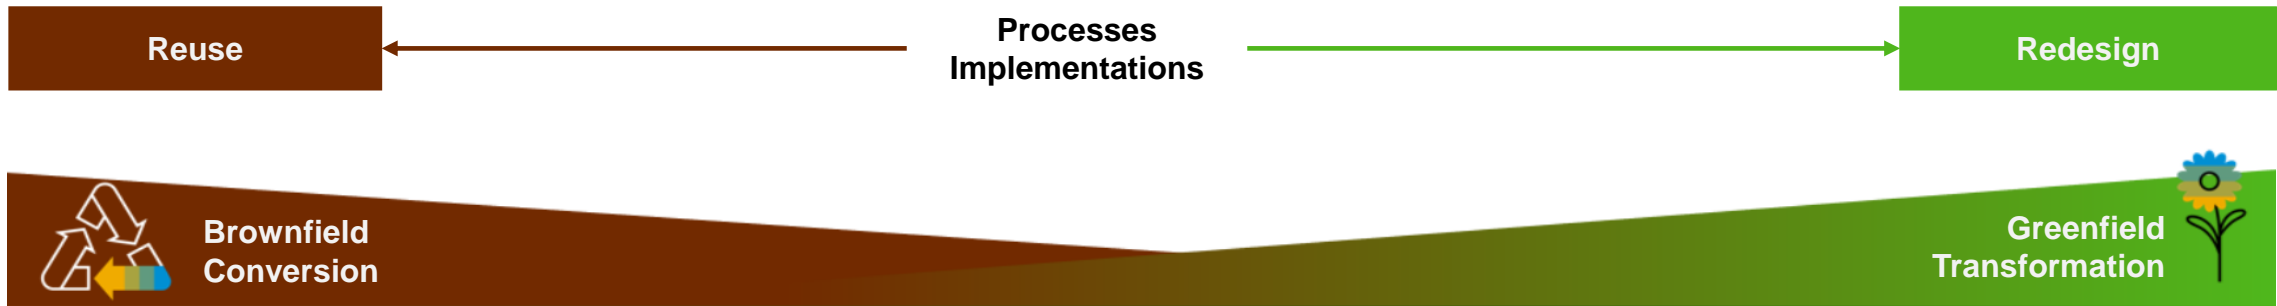 Reuse
Processes
Implementations
Redesign
Brownfield
Conversion
Greenfield
Transformation